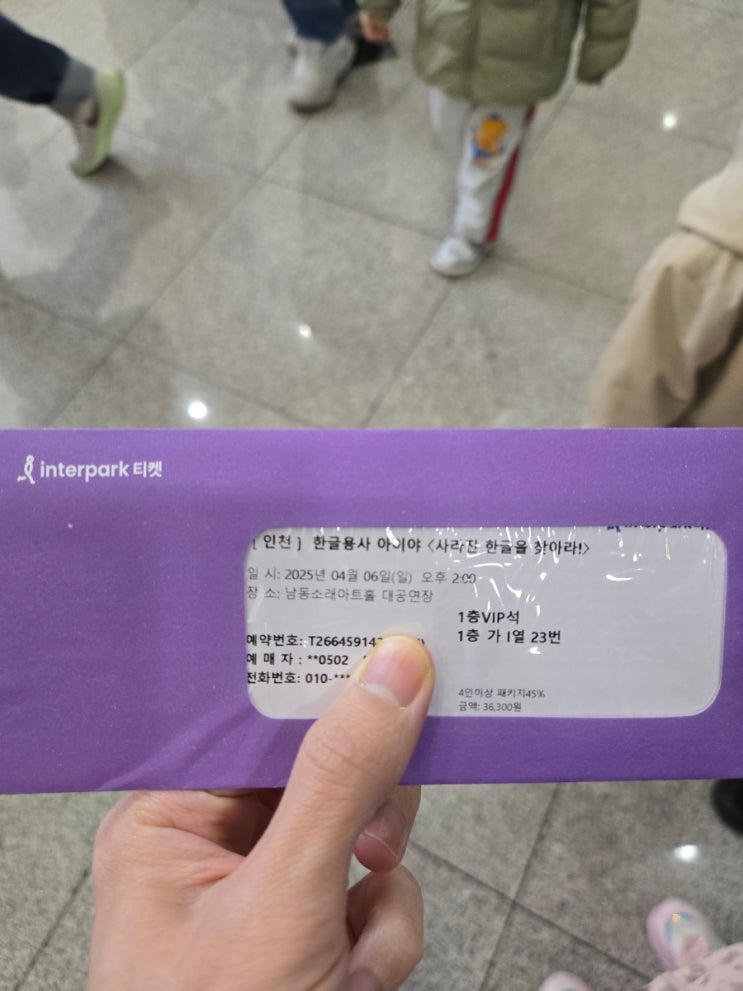 interpark 티켓
[ 인천 ] 한글용사 아이야 <사라진 한글을 찾아라!>
일 시: 2025년 04월 06일(일) 오후 2:00
장 소: 남동소래아트홀 대공연장
1층VIP석
1층 가 I열 23번
예약번호: T266459142
예 매 자 : **0502
전화번호: 010-***
4인이상 패키지45%
금액: 36,300원